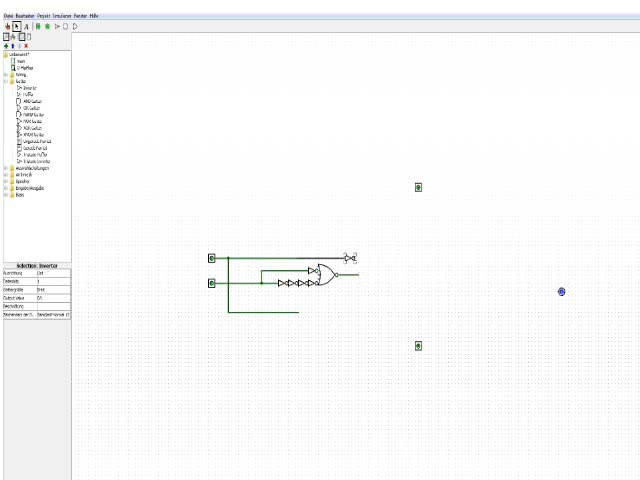 Datei Bearbeiten Projekt Simulieren Fenster Hilfe
A
unbenannt*
main
D-FlipFlop
Wiring
Gatter
Inverter
Puffer
AND Gatter
OR Gatter
NAND Gatter
NOR Gatter
XOR Gatter
XNOR Gatter
Ungerade Parität
Gerade Parität
Tristate Puffer
Tristate Inverter
Arithmetik
Speicher
Eingabe/Ausgabe
Basis
Selection: Inverter
Ausrichtung Ost
Datenbits 1
Gattergröße
Output Value 0/1
Beschriftung